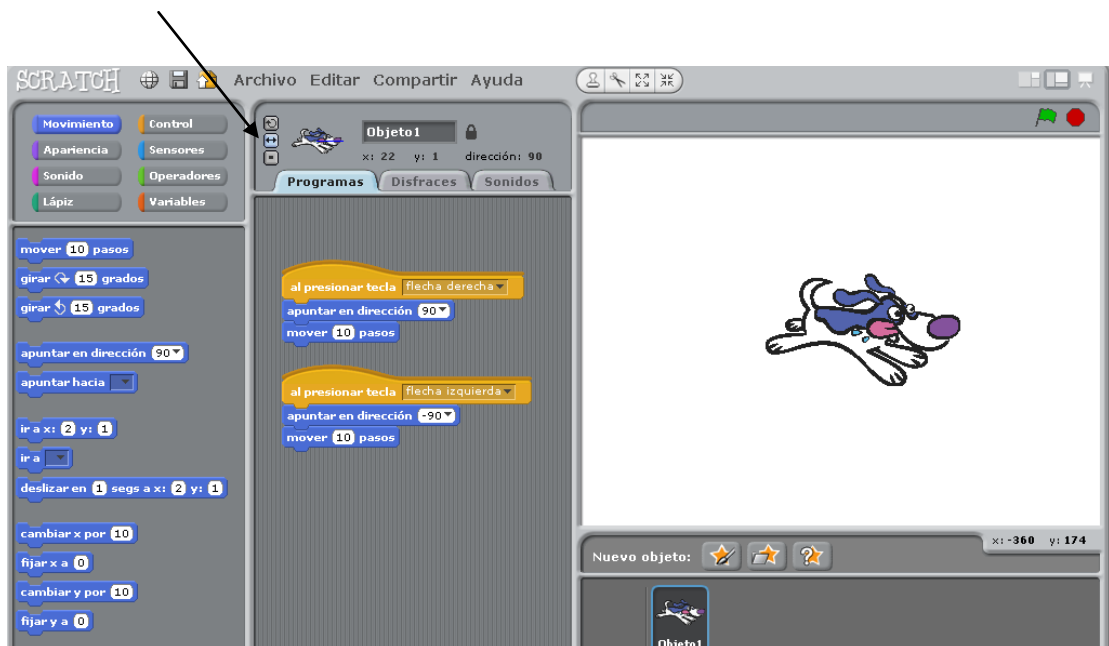 SCRATCH Archivo Editar Compartir Ayuda
Movimiento Control
Apariencia Sensores
Sonido Operadores
Lápiz Variables
mover 10 pasos
girar 15 grados
girar 15 grados
apuntar en dirección 90
apuntar hacia
ir a x: 2 y: 1
ir a
deslizar en 1 segs a x: 2 y: 1
cambiar x por 10
fijar x a 0
cambiar y por 10
fijar y a 0
Objeto1
x: 22 y: 1 dirección: 90
Programas Disfraces Sonidos
al presionar tecla flecha derecha
apuntar en dirección 90
mover 10 pasos
al presionar tecla flecha izquierda
apuntar en dirección -90
mover 10 pasos
x: -360 y: 174
Nuevo objeto:
Objeto1